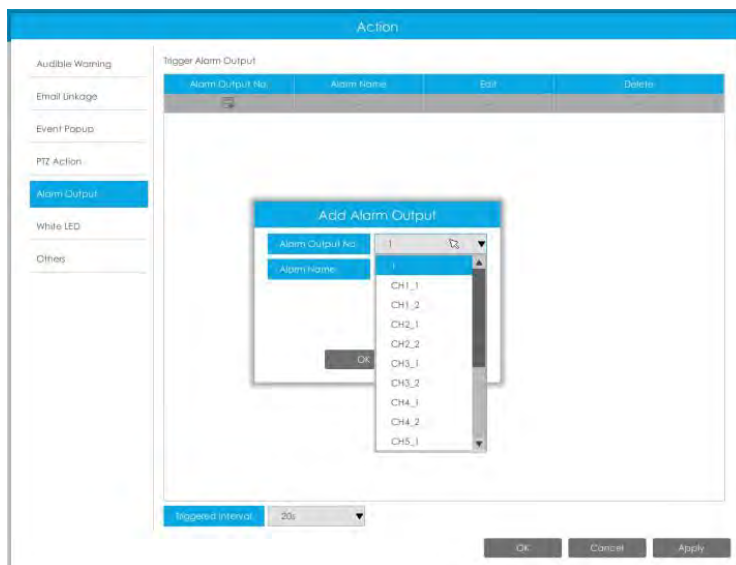 Action
Audible Warning
Email Linkage
Event Popup
PTZ Action
Alarm Output
White LED
Others
Trigger Alarm Output
Alarm Output No. Alarm Name Edit Delete
Add Alarm Output
Alarm Output No. 1
Alarm Name
1
CH1_1
CH1_2
CH2_1
CH2_2
CH3_1
CH3_2
CH4_1
CH4_2
CH5_1
OK
Triggered Interval 20s
OK Cancel Apply